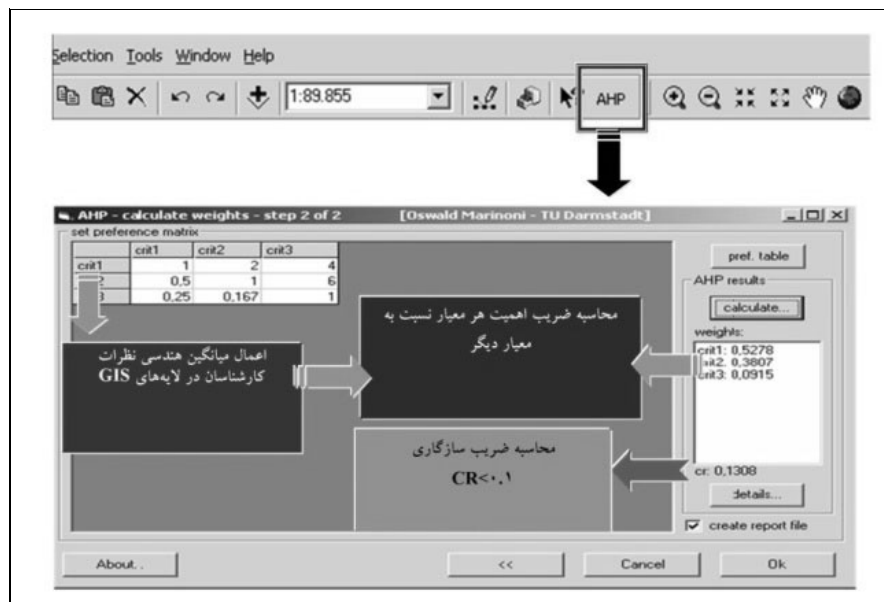 Selection Tools Window Help
1:89.855 AHP
AHP - calculate weights - step 2 of 2 [Oswald Marinoni - TU Darmstadt]
set preference matrix
crit1 crit2 crit3
crit1 1 2 4
0,5 1 6
0,25 0,167 1
pref. table
AHP results
calculate...
weights:
crit1: 0,5278
crit2: 0,3807
crit3: 0,0915
محاسبه ضریب اهمیت هر معیار نسبت به
معیار دیگر
اعمال میانگین هندسی نظرات
کارشناسان در لایه‌های GIS
محاسبه ضریب سازگاری
CR<۰.۱
cr: 0,1308
details...
create report file
About.. << Cancel Ok